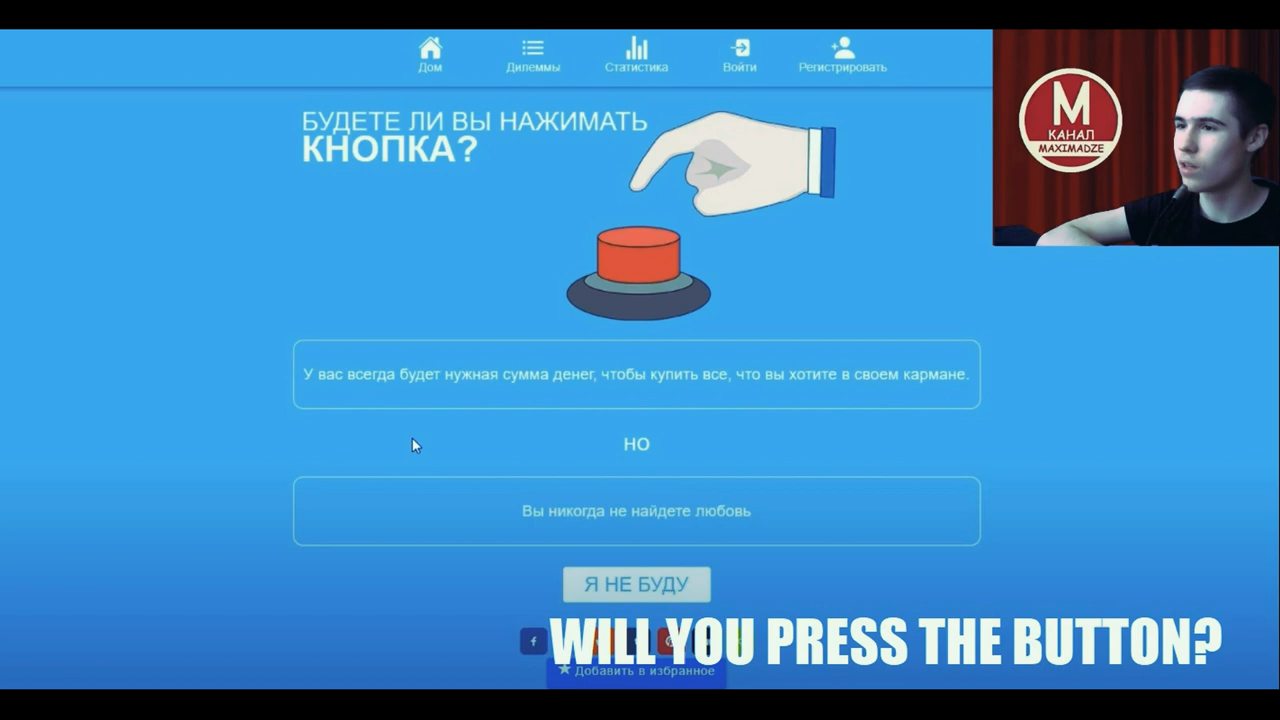 Дом
Дилеммы
Статистика
Войти
Регистрировать
M
КАНАЛ
MAXIMADZE
БУДЕТЕ ЛИ ВЫ НАЖИМАТЬ
КНОПКА?
У вас всегда будет нужная сумма денег, чтобы купить все, что вы хотите в своем кармане.
НО
Вы никогда не найдете любовь
Я НЕ БУДУ
f
WILL YOU PRESS THE BUTTON?
Добавить в избранное